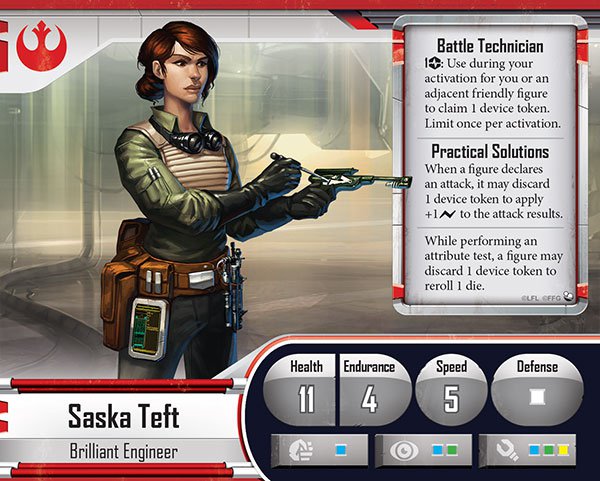 Battle Technician
1: Use during your
activation for you or an
adjacent friendly figure
to claim 1 device token.
Limit once per activation.
Practical Solutions
When a figure declares
an attack, it may discard
1 device token to apply
+1 to the attack results.
While performing an
attribute test, a figure may
discard 1 device token to
reroll 1 die.
©LFL ©FFG
Health
Endurance
Speed
Defense
11
4
5
Saska Teft
Brilliant Engineer